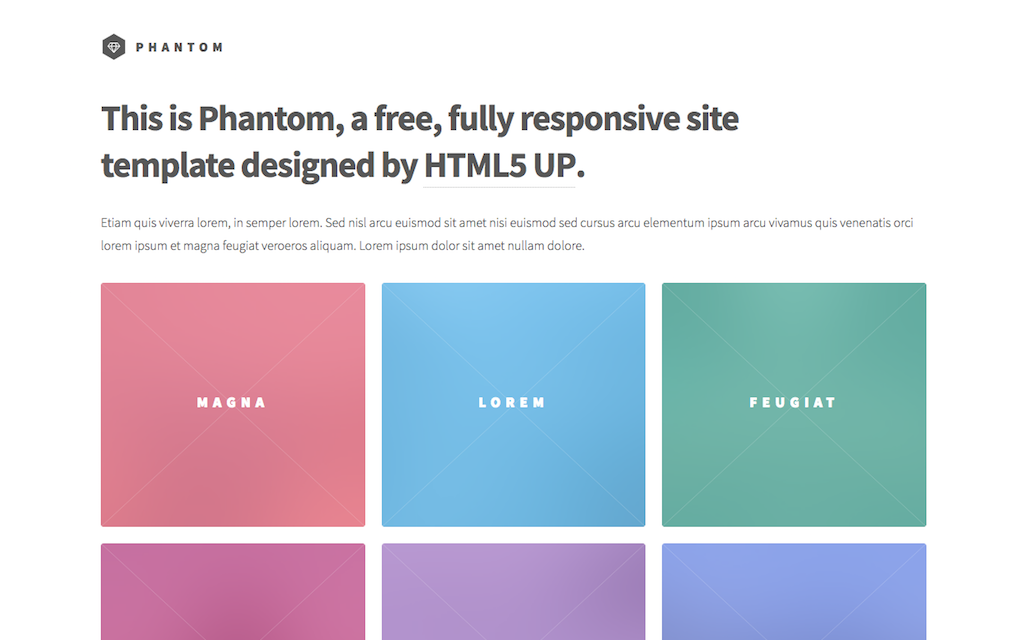 PHANTOM
This is Phantom, a free, fully responsive site
template designed by HTML5 UP.
Etiam quis viverra lorem, in semper lorem. Sed nisl arcu euismod sit amet nisi euismod sed cursus arcu elementum ipsum arcu vivamus quis venenatis orci
lorem ipsum et magna feugiat veroeros aliquam. Lorem ipsum dolor sit amet nullam dolore.
MAGNA
LOREM
FEUGIAT